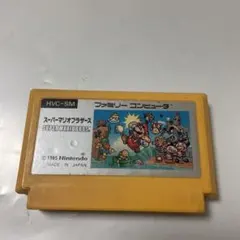 HVC-SM
ファミリー コンピュータ
スーパーマリオブラザーズ
SUPER MARIO BROS.
© 1985 Nintendo
MADE IN JAPAN